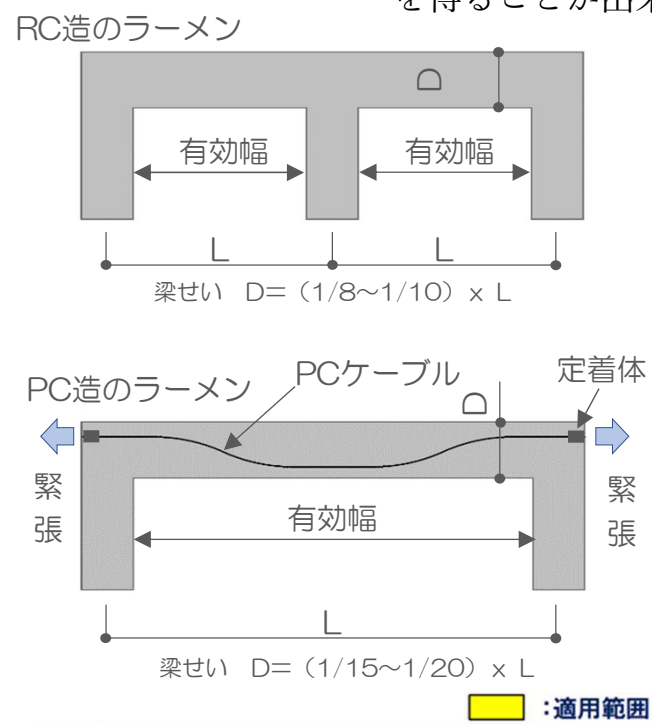 を得ることが出来
RC造のラーメン
D
有効幅 有効幅
L L
梁せい D=(1/8~1/10)x L
PC造のラーメン PCケーブル D 定着体
緊張 緊張
有効幅
L
梁せい D=(1/15~1/20)x L
:適用範囲